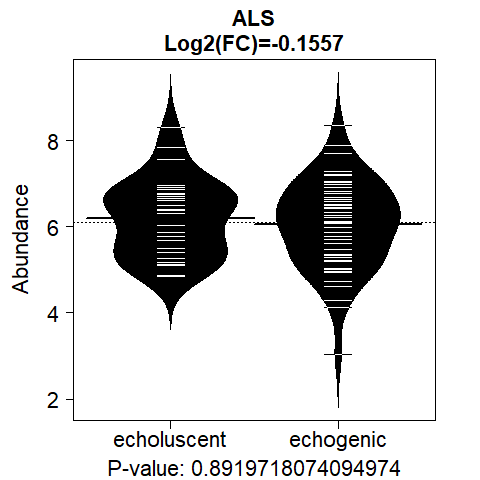 ALS
Log2(FC)=-0.1557
Abundance
8
6
4
2
echoluscent echogenic
P-value: 0.8919718074094974